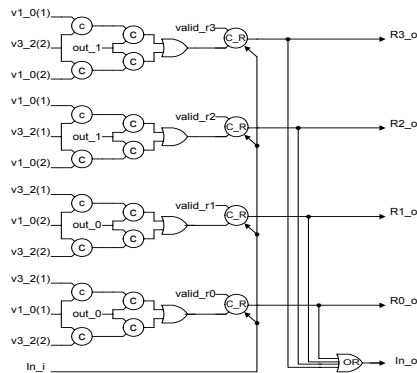 v1_0(1)
c
valid_r3
v3_2(2)
out_1
C
C_R
R3_o
v1_0(2)
C
v1_0(1)
C
valid_r2
v3_2(1)
out_1
C
C_R
R2_o
v1_0(2)
C
C
v3_2(1)
C
valid_r1
v1_0(2)
out_0
C
C_R
R1_o
v3_2(2)
C
C
v3_2(1)
c
valid_r0
v1_0(1)
out_0
C
C_R
R0_o
v3_2(2)
C
C
In_i
OR
In_o